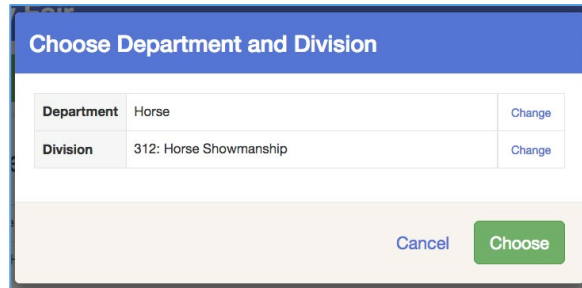 Choose Department and Division
Department Horse Change
Division 312: Horse Showmanship Change
Cancel Choose